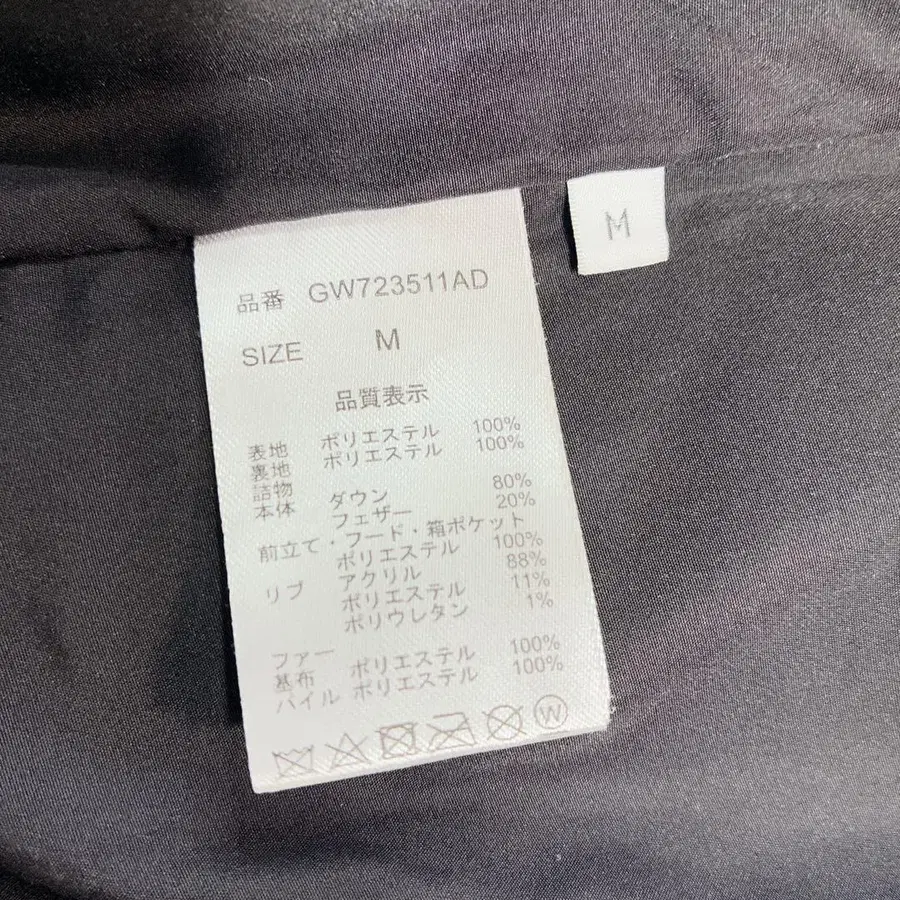 品番 GW723511AD
SIZE M
品質表示
表地 ポリエステル 100%
裏地 ポリエステル 100%
詰物
本体 ダウン 80%
フェザー 20%
前立て・フード・箱ポケット
ポリエステル 100%
リブ アクリル 88%
ポリエステル 11%
ポリウレタン 1%
ファー
基布 ポリエステル 100%
パイル ポリエステル 100%
W
M